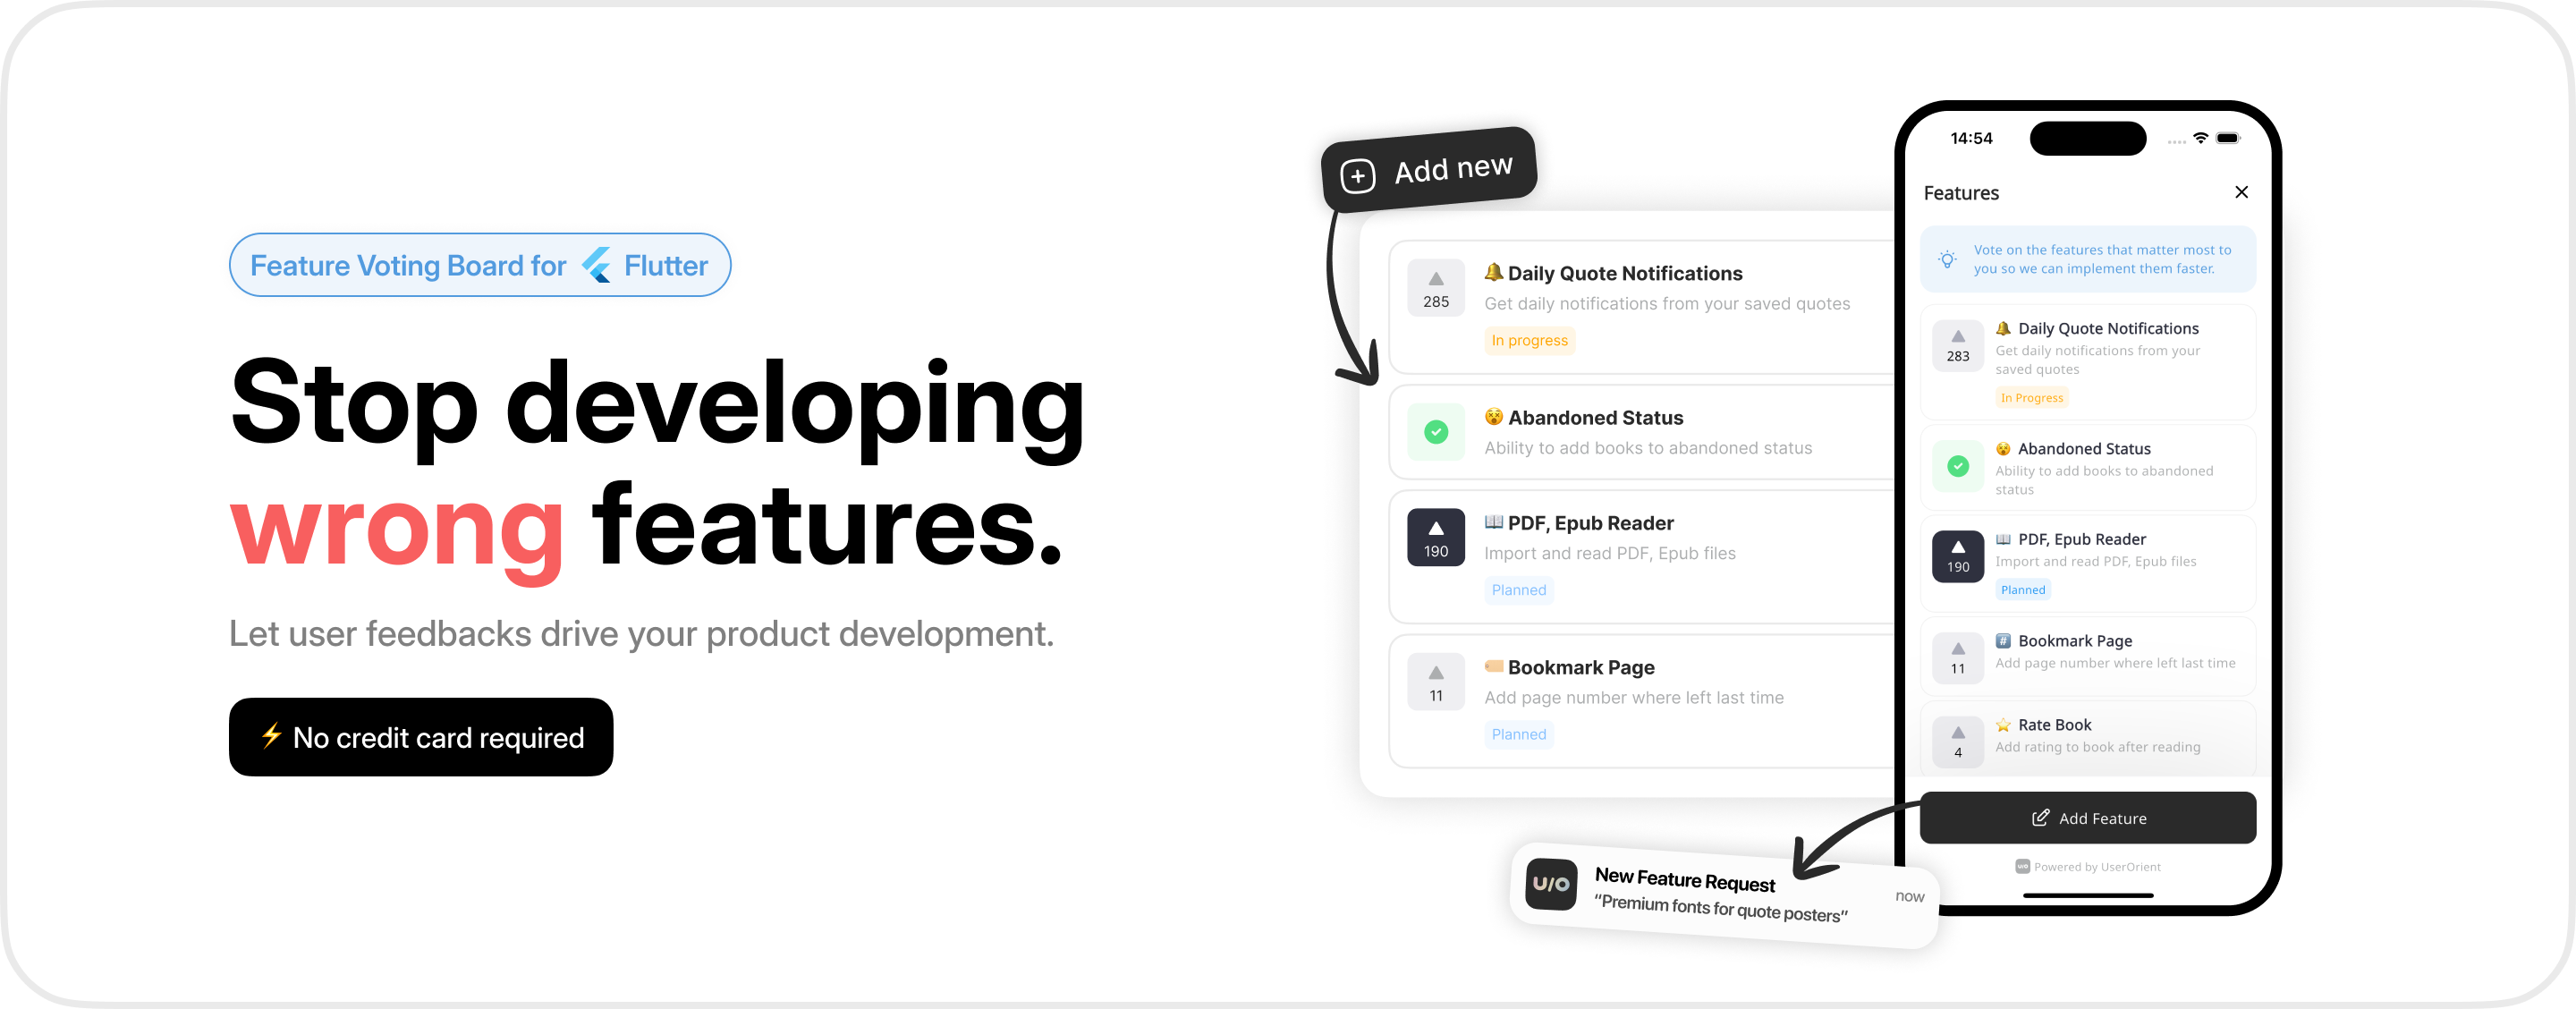 Feature Voting Board for Flutter
Stop developing
wrong features.
Let user feedbacks drive your product development.
⚡ No credit card required
Add new
285
🔔 Daily Quote Notifications
Get daily notifications from your saved quotes
In progress
😵 Abandoned Status
Ability to add books to abandoned status
190
📖 PDF, Epub Reader
Import and read PDF, Epub files
Planned
11
🏷️ Bookmark Page
Add page number where left last time
Planned
14:54
Features
Vote on the features that matter most to
you so we can implement them faster.
283
🔔 Daily Quote Notifications
Get daily notifications from your
saved quotes
In Progress
😵 Abandoned Status
Ability to add books to abandoned
status
190
📖 PDF, Epub Reader
Import and read PDF, Epub files
Planned
11
#️⃣ Bookmark Page
Add page number where left last time
4
⭐ Rate Book
Add rating to book after reading
Add Feature
U/O Powered by UserOrient
U/O
New Feature Request
now
“Premium fonts for quote posters”